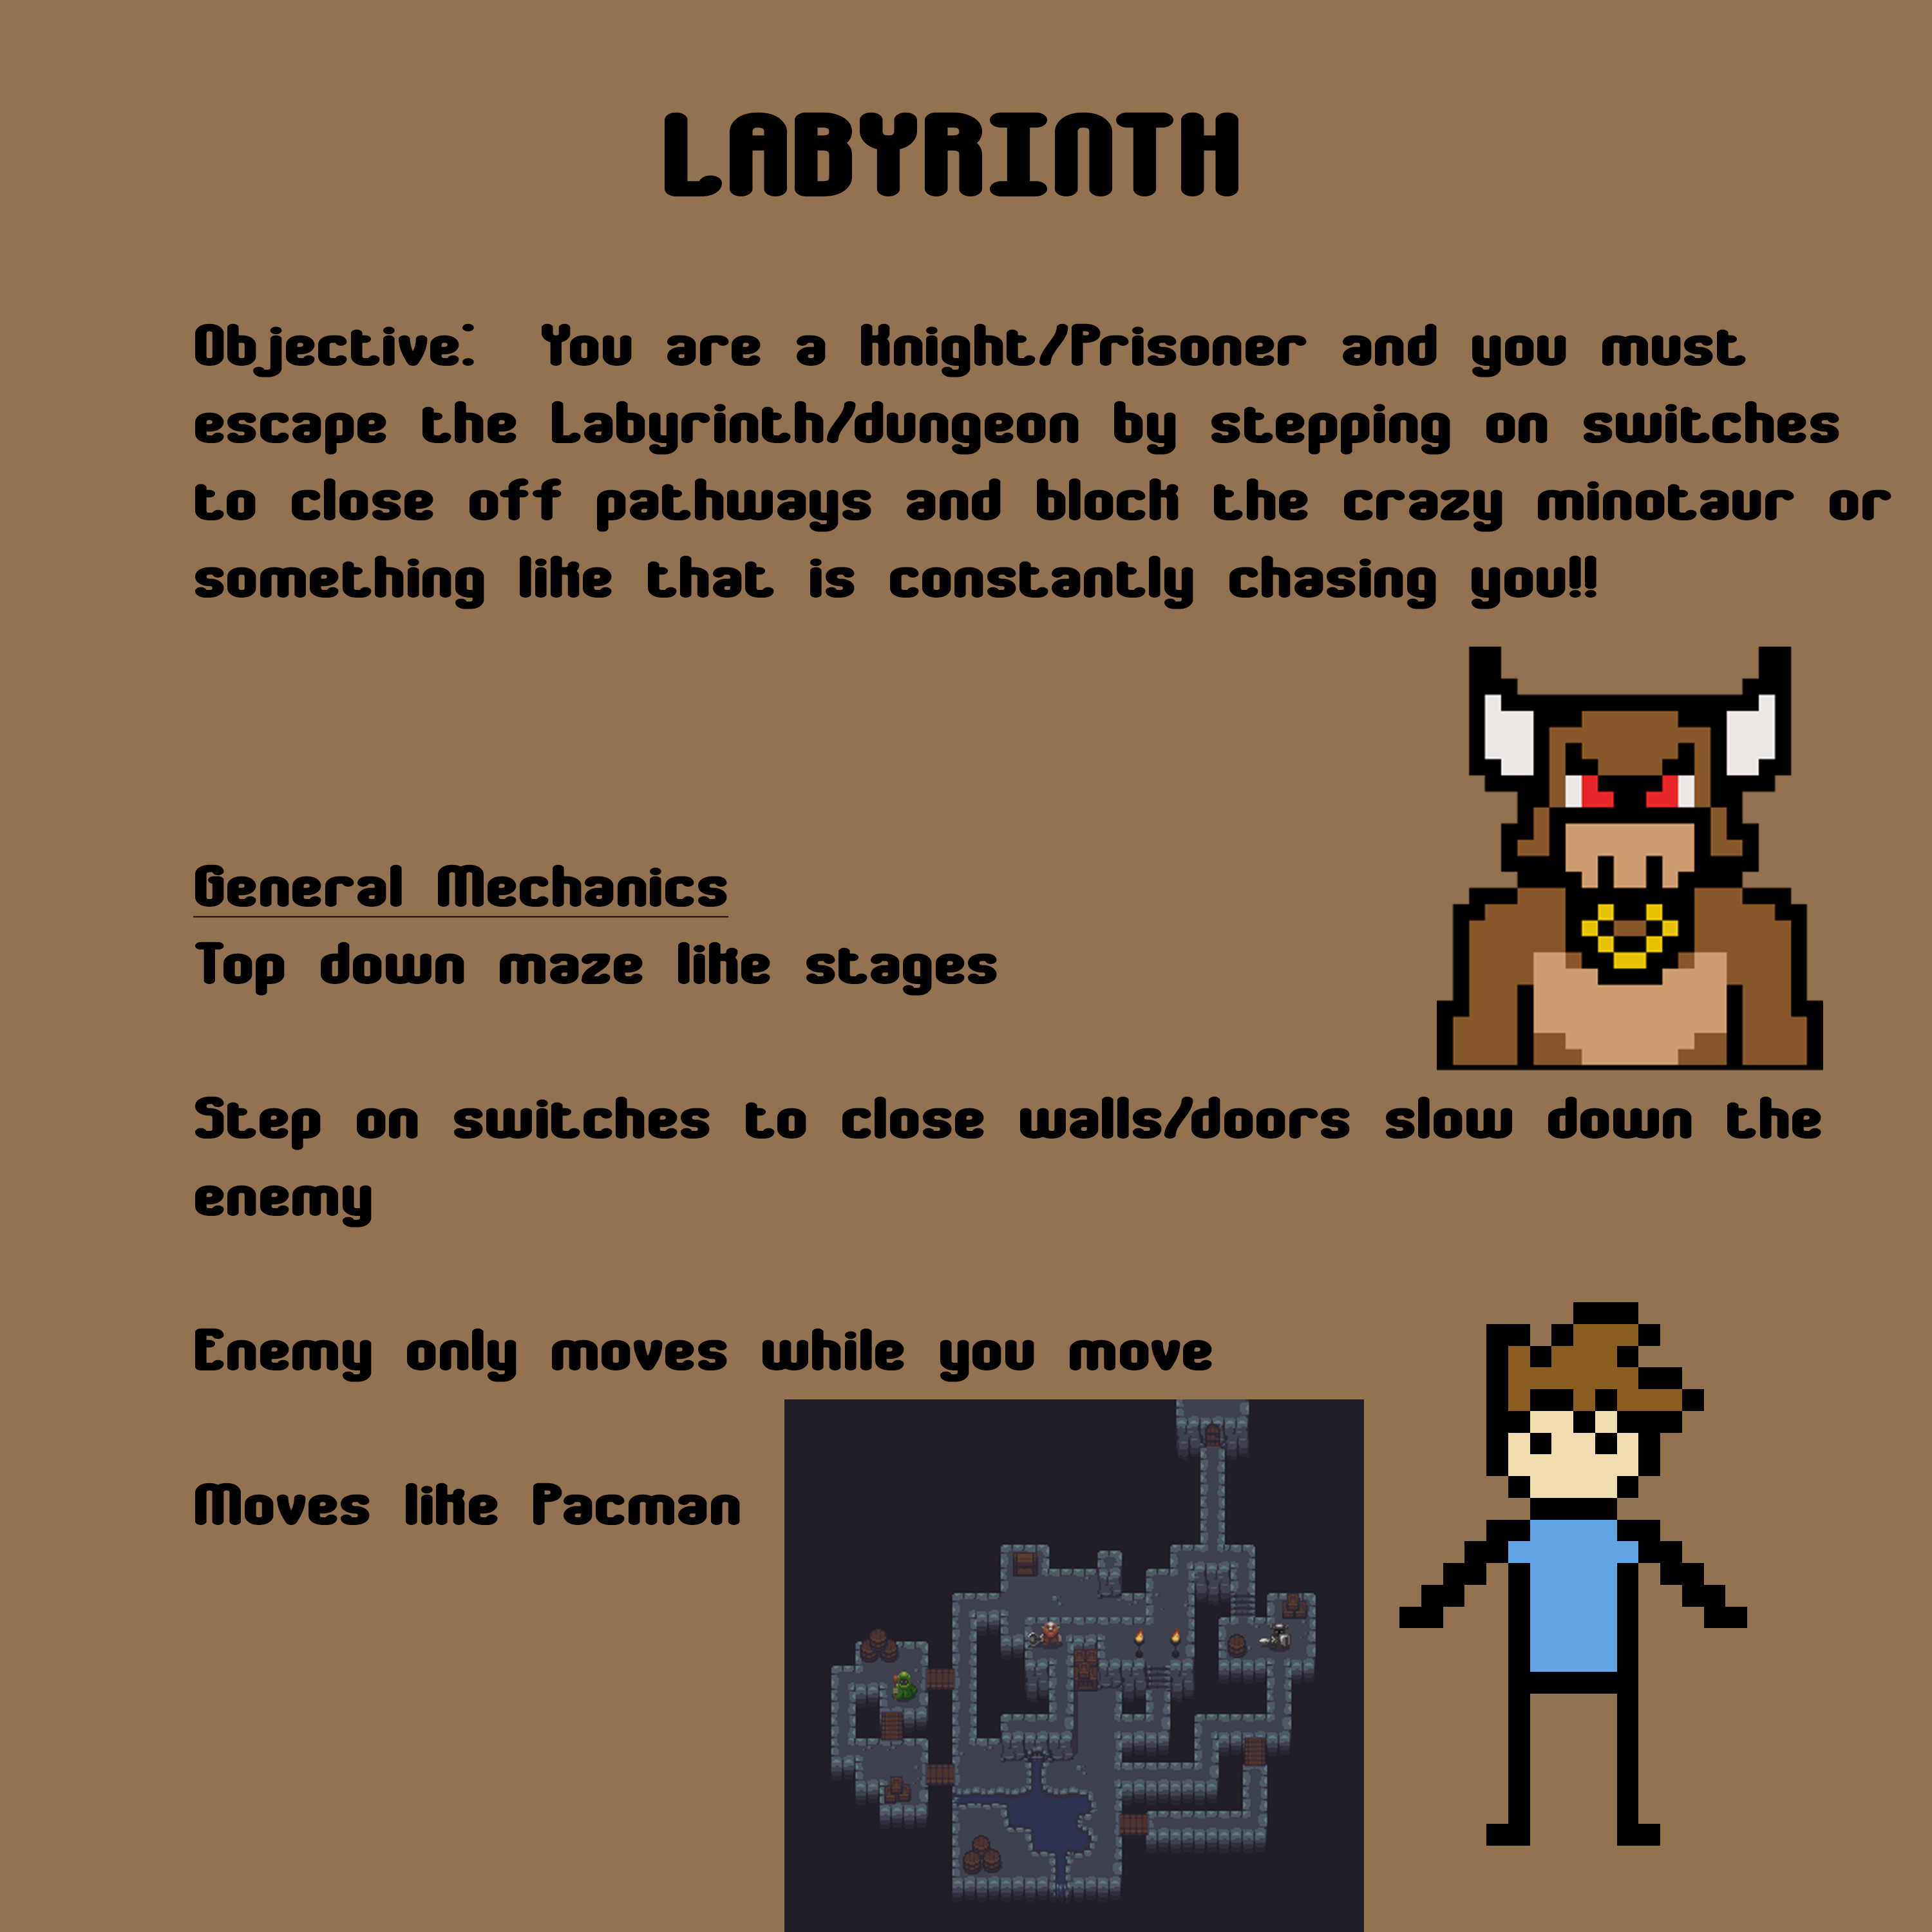 LABYRINTH
Objective: You are a Knight/Prisoner and you must
escape the Labyrinth/dungeon by stepping on switches
to close off pathways and block the crazy minotaur or
something like that is constantly chasing you!!
General Mechanics
Top down maze like stages
Step on switches to close walls/doors slow down the
enemy
Enemy only moves while you move
Moves like Pacman